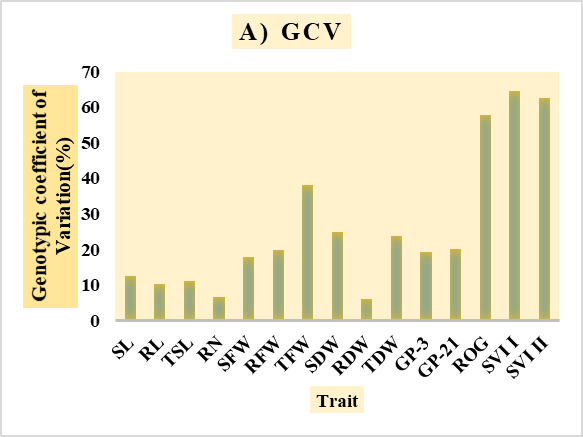 A) GCV
Genotypic coefficient of
Variation(%)
70
60
50
40
30
20
10
0
SL
RL
TSL
RN
SFW
RFW
TFW
SDW
RDW
TDW
GP-3
GP-21
ROG
SVI I
SVI II
Trait